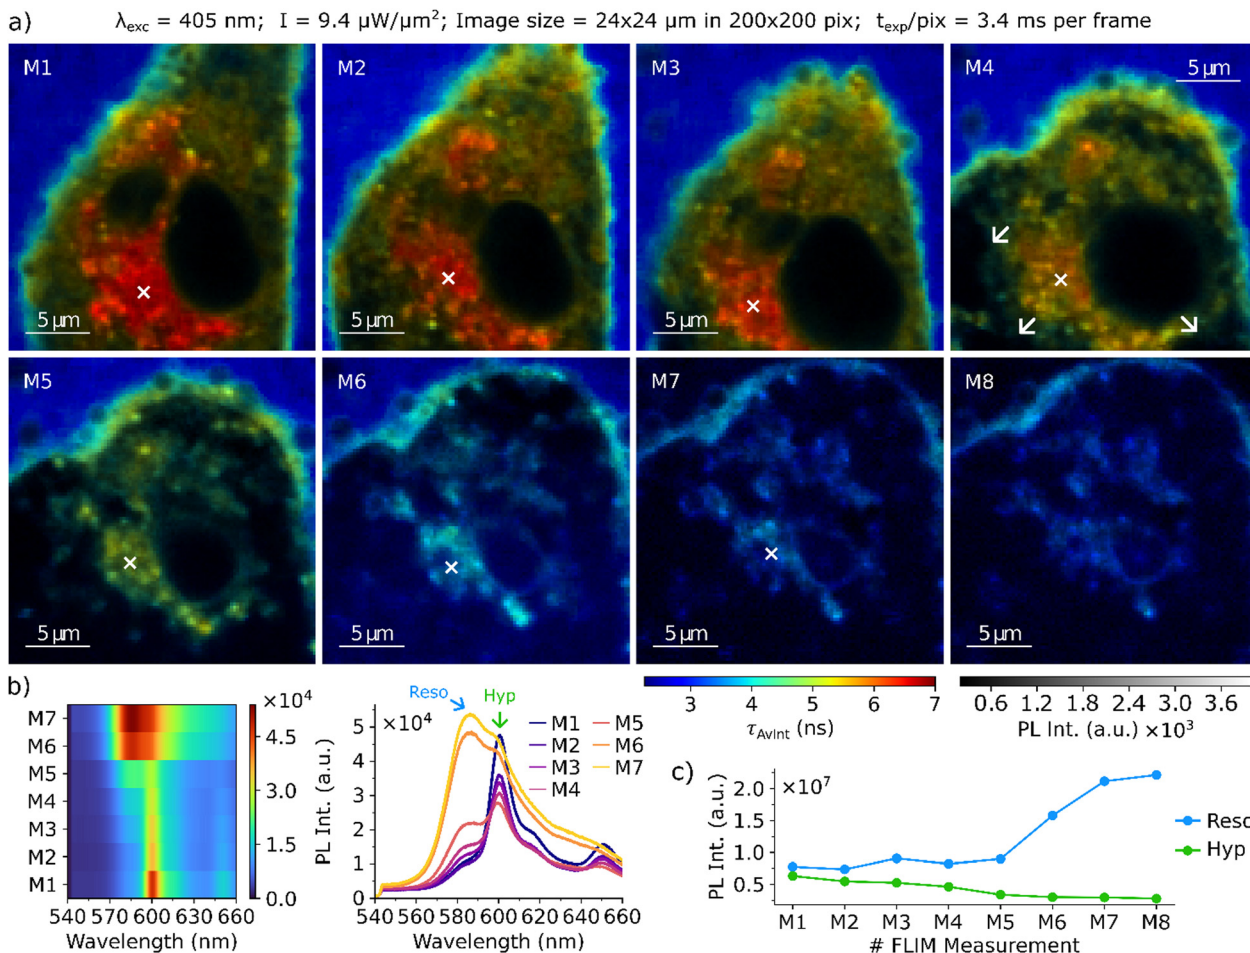 a) λexc = 405 nm; I = 9.4 µW/µm²; Image size = 24x24 µm in 200x200 pix; texp/pix = 3.4 ms per frame
M1 M2 M3 M4
5 µm
5 µm 5 µm 5 µm 5 µm
M5 M6 M7 M8
5 µm 5 µm 5 µm 5 µm
3 4 5 6 7
τAvInt (ns)
0.6 1.2 1.8 2.4 3.0 3.6
PL Int. (a.u.) ×10³
b)
M7
M6
M5
M4
M3
M2
M1
540 570 600 630 660
Wavelength (nm)
×10⁴
4.5
3.0
1.5
0.0
Reso
Hyp
×10⁴
PL Int. (a.u.)
5
4
3
2
1
0
M1 M5
M2 M6
M3 M7
M4
540 560 580 600 620 640 660
Wavelength (nm)
c)
×10⁷
PL Int. (a.u.)
2.0
1.5
1.0
0.5
Reso
Hyp
M1 M2 M3 M4 M5 M6 M7 M8
# FLIM Measurement